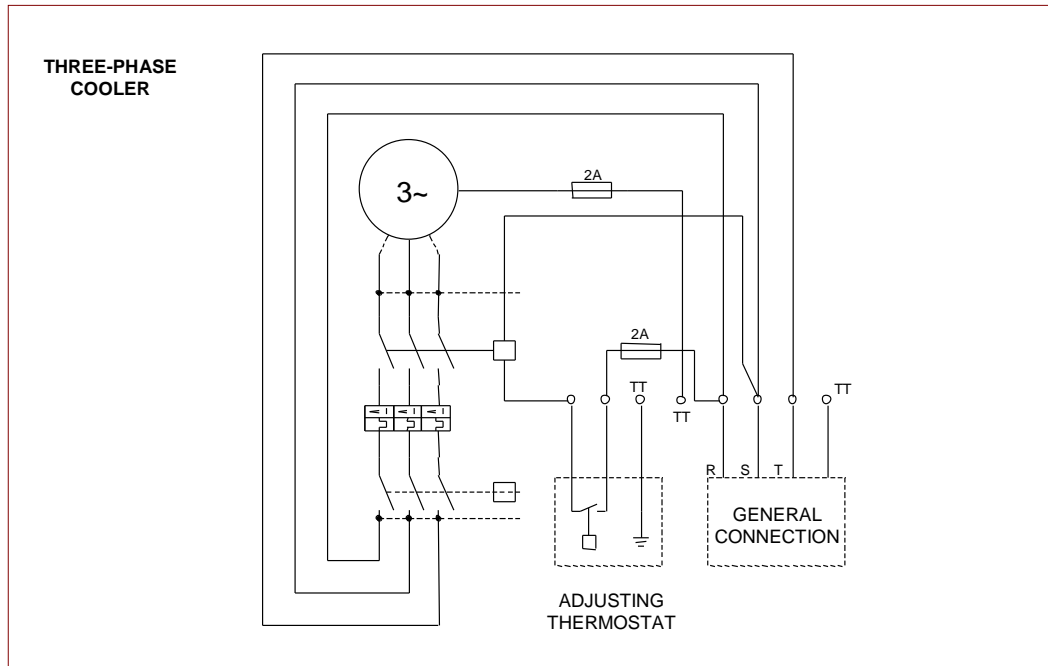 THREE-PHASE
COOLER
3~
2A
2A
TT
TT
TT
R S T
GENERAL
CONNECTION
ADJUSTING
THERMOSTAT